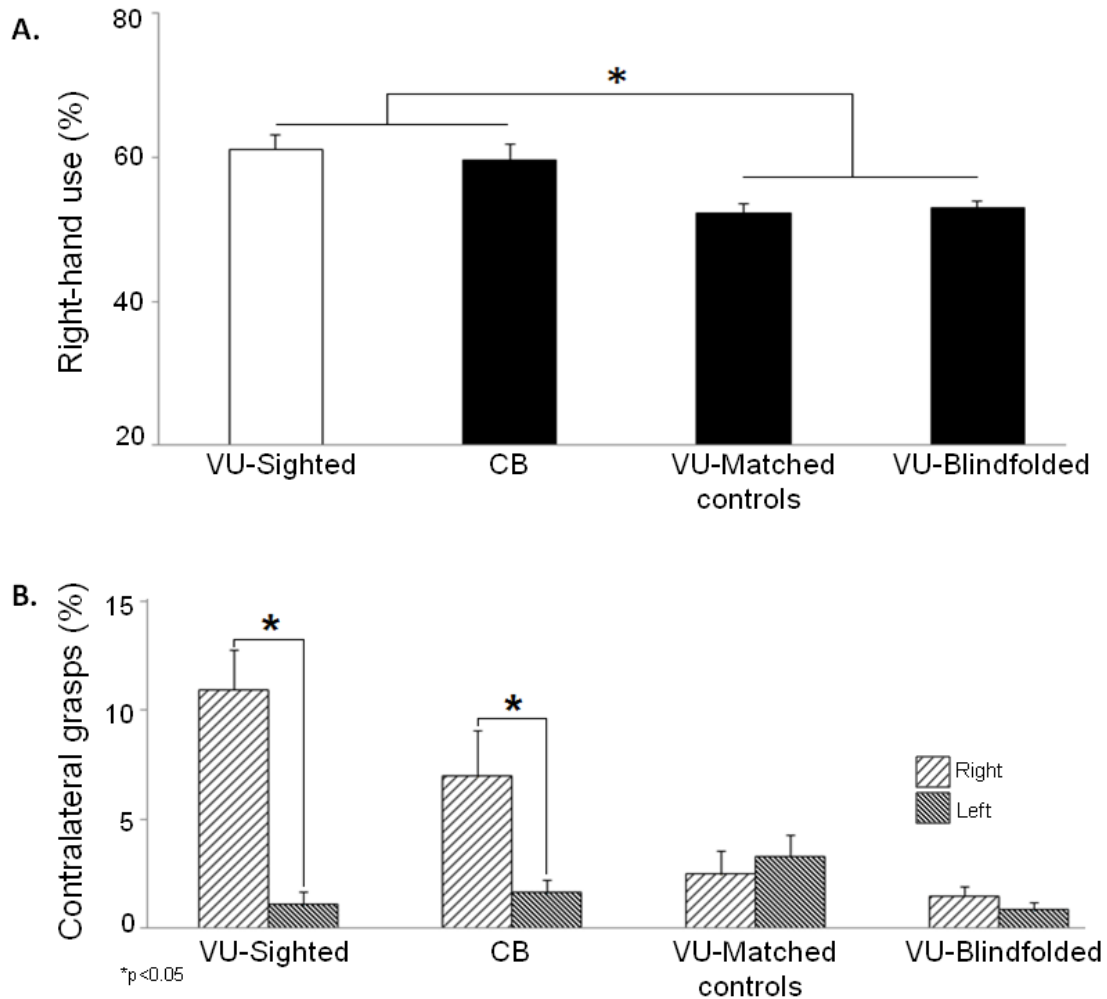 A.
Right-hand use (%)
80
60
40
20
*
VU-Sighted
CB
VU-Matched
controls
VU-Blindfolded
B.
Contralateral grasps (%)
15
10
5
0
*
*
Right
Left
VU-Sighted
CB
VU-Matched
controls
VU-Blindfolded
*p<0.05